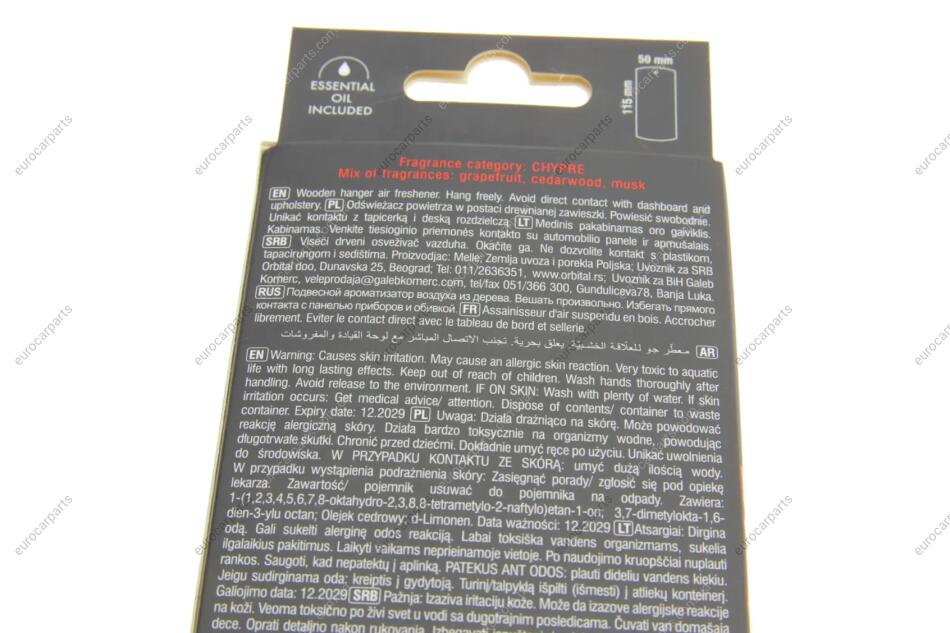 50 mm
115 mm
ESSENTIAL
OIL
INCLUDED
Fragrance category: CHYPRE
Mix of fragrances: grapefruit, cedarwood, musk
EN Wooden hanger air freshener. Hang freely. Avoid direct contact with dashboard and
upholstery. PL Odświeżacz powietrza w postaci drewnianej zawieszki. Powiesić swobodnie.
Unikać kontaktu z tapicerką i deską rozdzielczą. LT Medinis pakabinamas oro gaiviklis.
Kabinamas. Venkite tiesioginio priemonės kontakto su automobilio panele ir apmušalais.
SRB Viseći drveni osveživač vazduha. Okačite ga. Ne dozvolite kontakt s plastikom,
tapacirungom i sedištima. Proizvodjac: Melle; Zemlja uvoza i porekla Poljska; Uvoznik za SRB
Orbital doo, Dunavska 25, Beograd; Tel: 011/2636351, www.orbital.rs; Uvoznik za BiH Galeb
Komerc, veleprodaja@galebkomerc.com, tel/fax 051/366 300, Gunduliceva78, Banja Luka.
RUS Подвесной ароматизатор воздуха из дерева. Вешать произвольно. Избегать прямого
контакта с панелью приборов и обивкой. FR Assainisseur d'air suspendu en bois. Accrocher
librement. Eviter le contact direct avec le tableau de bord et sellerie.
AR معطر جو للعلاقة الخشبية. يعلق بحرية. تجنب الاتصال المباشر مع لوحة القيادة والمفروشات
EN Warning: Causes skin irritation. May cause an allergic skin reaction. Very toxic to aquatic
life with long lasting effects. Keep out of reach of children. Wash hands thoroughly after
handling. Avoid release to the environment. IF ON SKIN: Wash with plenty of water. If skin
irritation occurs: Get medical advice/ attention. Dispose of contents/ container to waste
container. Expiry date: 12.2029 PL Uwaga: Działa drażniąco na skórę. Może powodować
reakcję alergiczną skóry. Działa bardzo toksycznie na organizmy wodne, powodując
długotrwałe skutki. Chronić przed dziećmi. Dokładnie umyć ręce po użyciu. Unikać uwolnienia
do środowiska. W PRZYPADKU KONTAKTU ZE SKÓRĄ: umyć dużą ilością wody.
W przypadku wystąpienia podrażnienia skóry: Zasięgnąć porady/ zgłosić się pod opiekę
lekarza. Zawartość/ pojemnik usuwać do pojemnika na odpady. Zawiera:
1-(1,2,3,4,5,6,7,8-oktahydro-2,3,8,8-tetrametylo-2-naftylo)etan-1-on; 3,7-dimetylokta-1,6-
dien-3-ylu octan; Olejek cedrowy; d-Limonen. Data ważności: 12.2029 LT Atsargiai: Dirgina
odą. Gali sukelti alerginę odos reakciją. Labai toksiška vandens organizmams, sukelia
ilgalaikius pakitimus. Laikyti vaikams neprieinamoje vietoje. Po naudojimo kruopščiai nuplauti
rankas. Saugoti, kad nepatektų į aplinką. PATEKUS ANT ODOS: plauti dideliu vandens kiekiu.
Jeigu sudirginama oda: kreiptis į gydytoją. Turinį/talpyklą išpilti (išmesti) į atliekų konteinerį.
Galiojimo data: 12.2029 SRB Pažnja: Izaziva iritaciju kože. Može da izazove alergijske reakcije
na koži. Veoma toksično po živi svet u vodi sa dugotrajnim posledicama. Čuvati van domašaja
dece. Oprati detaljno nakon rukovanja.
eurocarparts
eurocarparts.com